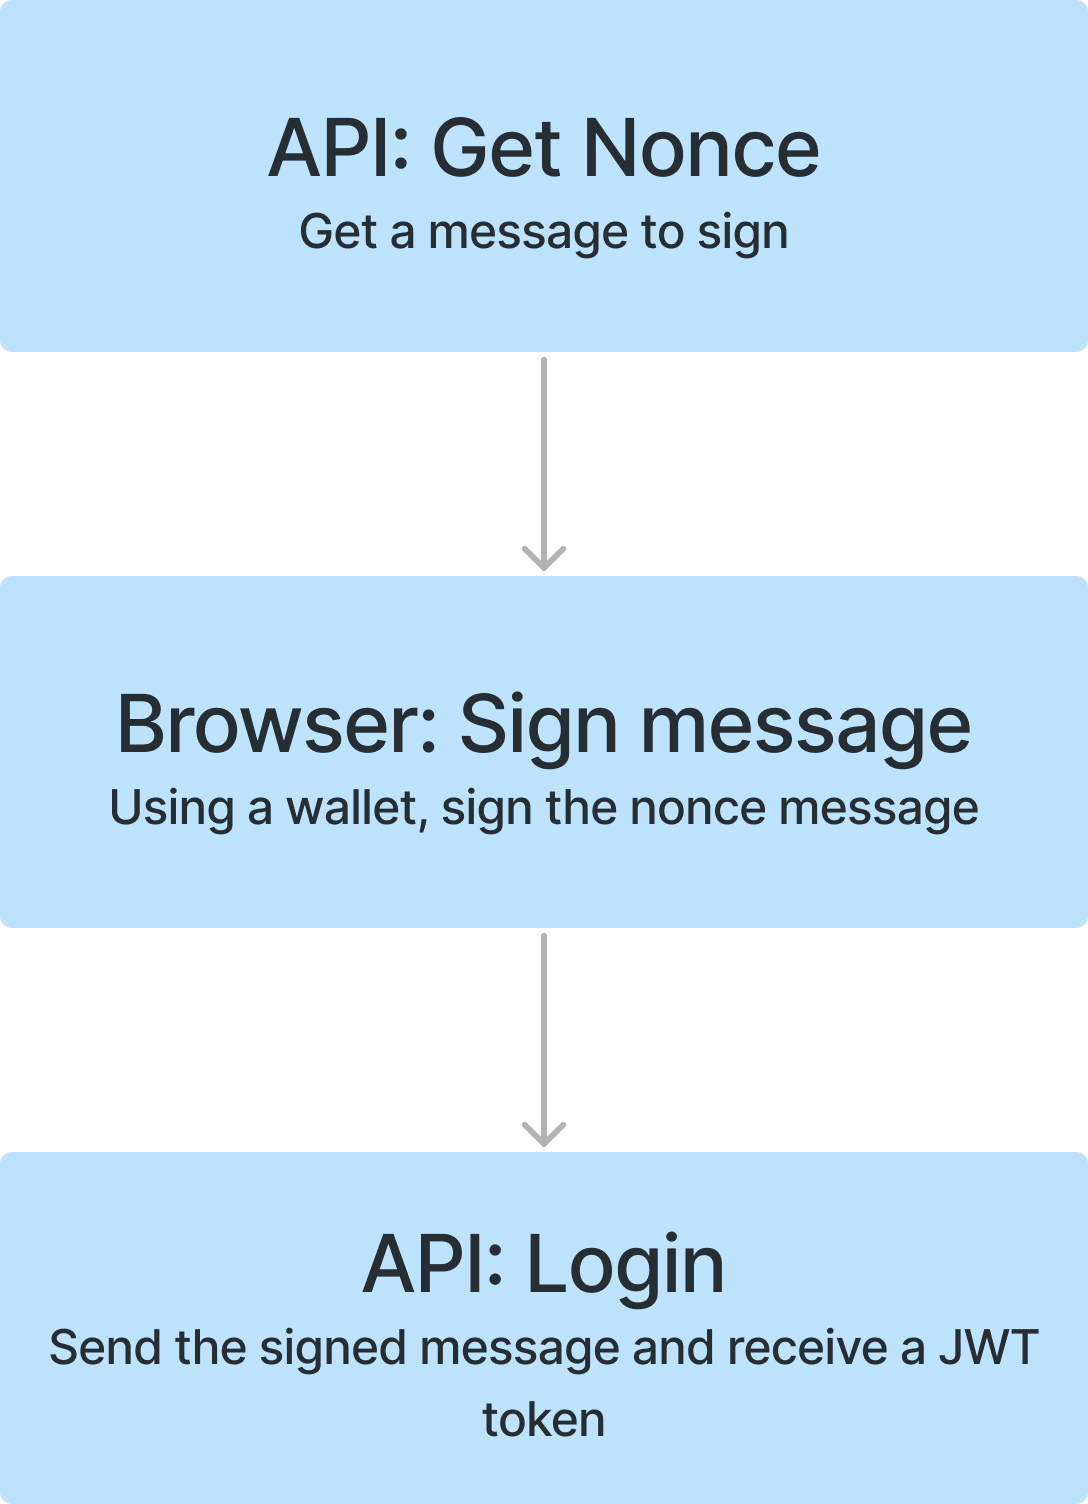 API: Get Nonce
Get a message to sign
Browser: Sign message
Using a wallet, sign the nonce message
API: Login
Send the signed message and receive a JWT
token